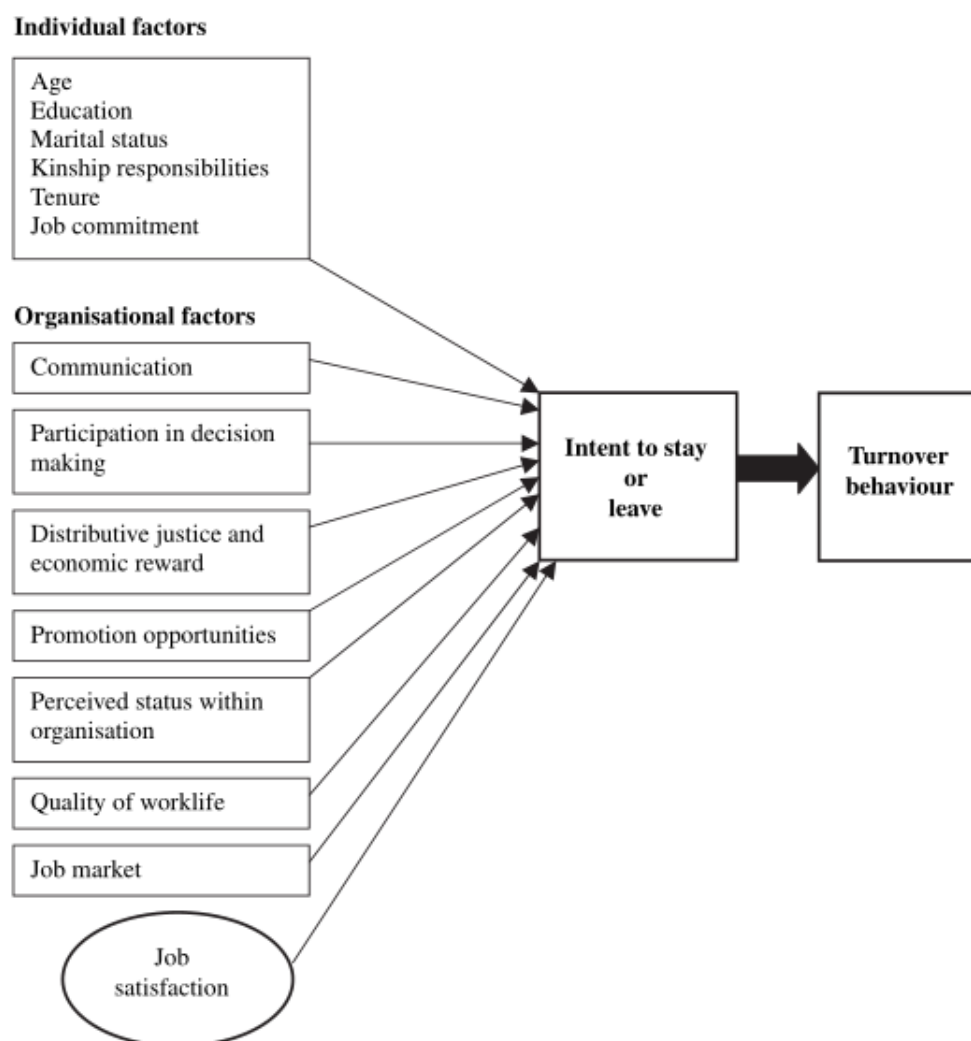 Individual factors
Age
Education
Marital status
Kinship responsibilities
Tenure
Job commitment
Organisational factors
Communication
Participation in decision
making
Distributive justice and
economic reward
Promotion opportunities
Perceived status within
organisation
Quality of worklife
Job market
Job
satisfaction
Intent to stay
or
leave
Turnover
behaviour